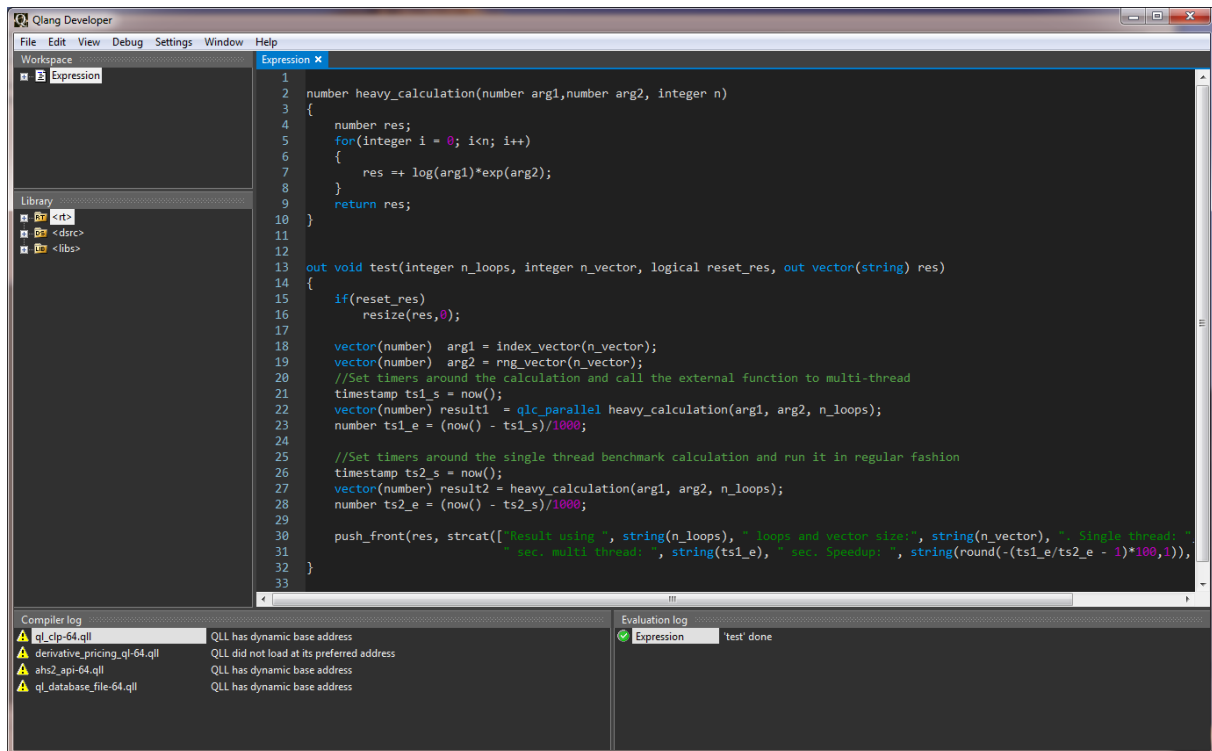 Qlang Developer
File Edit View Debug Settings Window Help
Workspace
Expression
Library
<rt>
<dsrc>
<libs>
Expression
1
2 number heavy_calculation(number arg1,number arg2, integer n)
3 {
4 number res;
5 for(integer i = 0; i<n; i++)
6 {
7 res =+ log(arg1)*exp(arg2);
8 }
9 return res;
10 }
11
12
13 out void test(integer n_loops, integer n_vector, logical reset_res, out vector(string) res)
14 {
15 if(reset_res)
16 resize(res,0);
17
18 vector(number) arg1 = index_vector(n_vector);
19 vector(number) arg2 = rng_vector(n_vector);
20 //Set timers around the calculation and call the external function to multi-thread
21 timestamp ts1_s = now();
22 vector(number) result1 = qlc_parallel heavy_calculation(arg1, arg2, n_loops);
23 number ts1_e = (now() - ts1_s)/1000;
24
25 //Set timers around the single thread benchmark calculation and run it in regular fashion
26 timestamp ts2_s = now();
27 vector(number) result2 = heavy_calculation(arg1, arg2, n_loops);
28 number ts2_e = (now() - ts2_s)/1000;
29
30 push_front(res, strcat(["Result using ", string(n_loops), " loops and vector size:", string(n_vector), ". Single thread: ",
31 " sec. multi thread: ", string(ts1_e), " sec. Speedup: ", string(round(-(ts1_e/ts2_e - 1)*100,1)),
32 }
33
Compiler log
ql_clp-64.qll QLL has dynamic base address
derivative_pricing_ql-64.qll QLL did not load at its preferred address
ahs2_api-64.qll QLL has dynamic base address
ql_database_file-64.qll QLL has dynamic base address
Evaluation log
Expression 'test' done